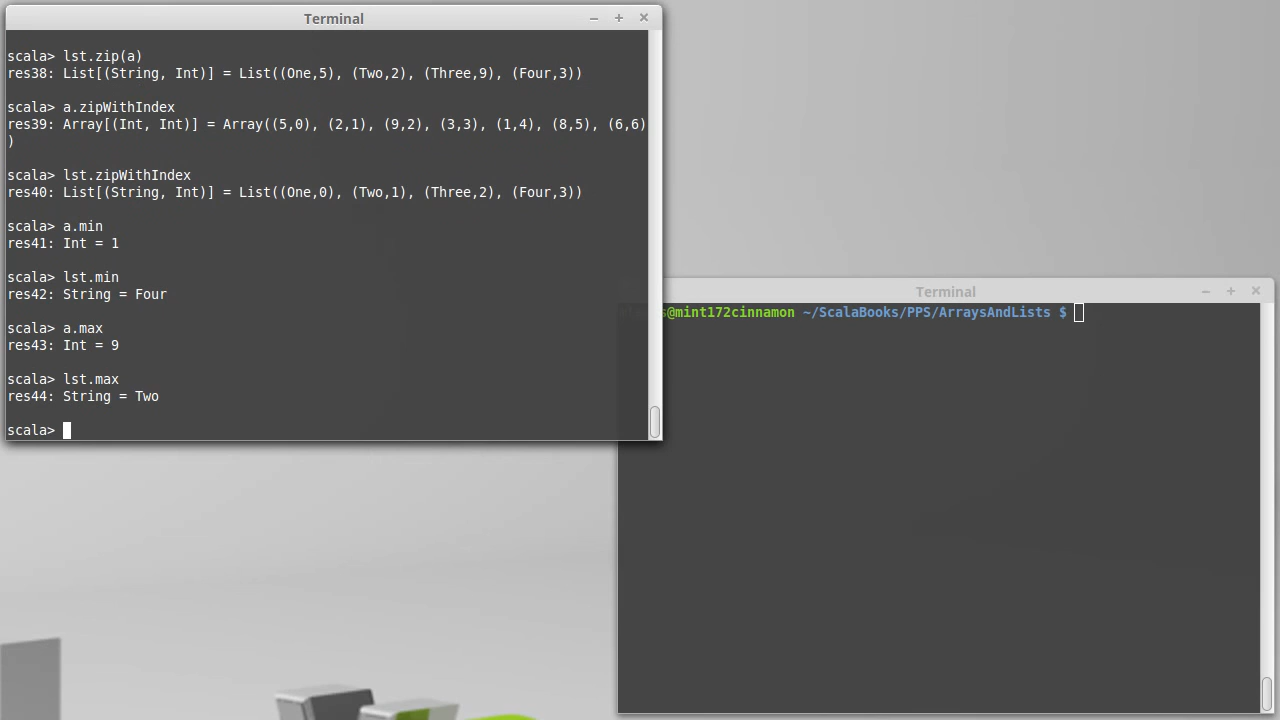 Terminal
scala> lst.zip(a)
res38: List[(String, Int)] = List((One,5), (Two,2), (Three,9), (Four,3))
scala> a.zipWithIndex
res39: Array[(Int, Int)] = Array((5,0), (2,1), (9,2), (3,3), (1,4), (8,5), (6,6)
)
scala> lst.zipWithIndex
res40: List[(String, Int)] = List((One,0), (Two,1), (Three,2), (Four,3))
scala> a.min
res41: Int = 1
scala> lst.min
res42: String = Four
scala> a.max
res43: Int = 9
scala> lst.max
res44: String = Two
scala>
Terminal
s@mint172cinnamon ~/ScalaBooks/PPS/ArraysAndLists $